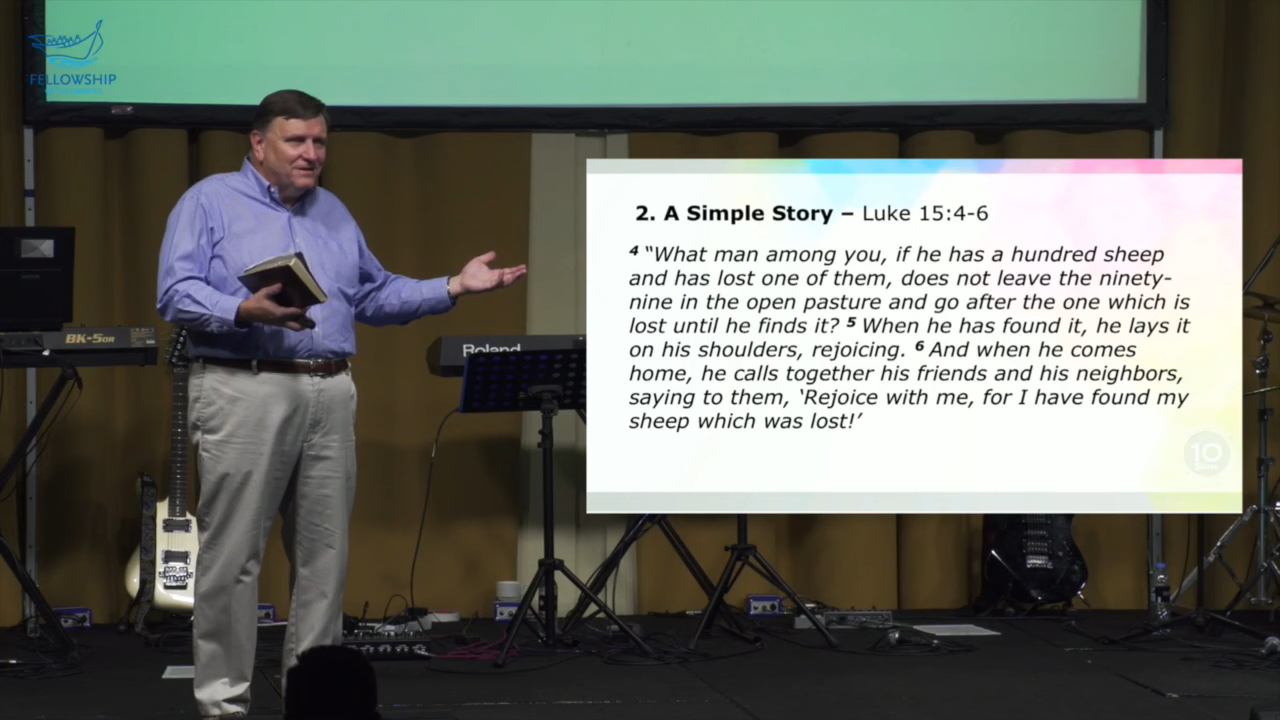 FELLOWSHIP
BK-5OR
Roland
2. A Simple Story – Luke 15:4-6
4 “What man among you, if he has a hundred sheep
and has lost one of them, does not leave the ninety-
nine in the open pasture and go after the one which is
lost until he finds it? 5 When he has found it, he lays it
on his shoulders, rejoicing. 6 And when he comes
home, he calls together his friends and his neighbors,
saying to them, ‘Rejoice with me, for I have found my
sheep which was lost!’
10